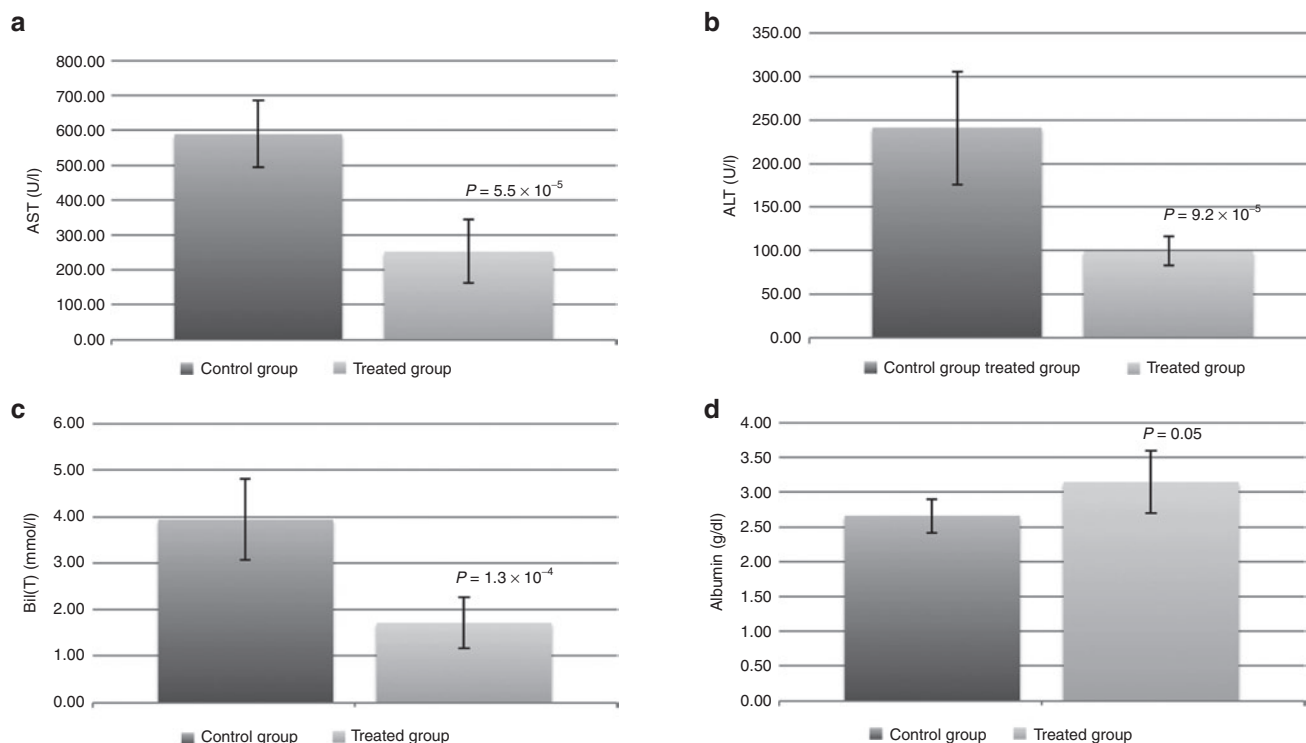 a
800.00
700.00
600.00
500.00
400.00
300.00
200.00
100.00
0.00
AST (U/l)
P = 5.5 × 10⁻⁵
Control group Treated group
b
350.00
300.00
250.00
200.00
150.00
100.00
50.00
0.00
ALT (U/l)
P = 9.2 × 10⁻⁵
Control group treated group Treated group
c
6.00
5.00
4.00
3.00
2.00
1.00
0.00
Bil(T) (mmol/l)
P = 1.3 × 10⁻⁴
Control group Treated group
d
4.00
3.50
3.00
2.50
2.00
1.50
1.00
0.50
0.00
Albumin (g/dl)
P = 0.05
Control group Treated group